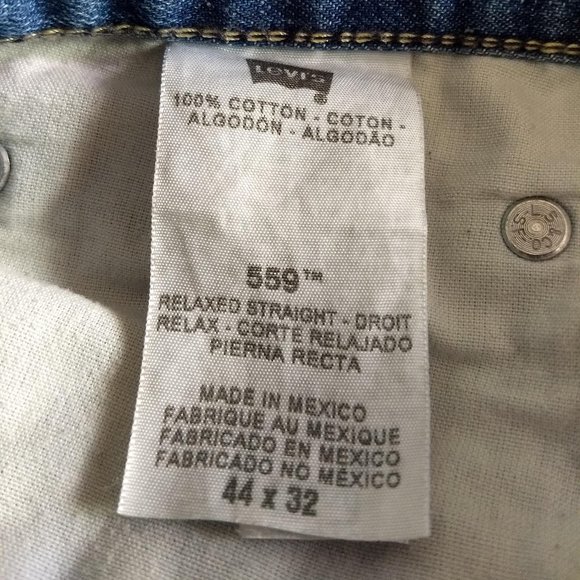 Levi's
®
100% COTTON - COTON -
ALGODÓN - ALGODÃO
559™
RELAXED STRAIGHT - DROIT
RELAX - CORTE RELAJADO
PIERNA RECTA
MADE IN MEXICO
FABRIQUE AU MEXIQUE
FABRICADO EN MÉXICO
FABRICADO NO MÉXICO
44 x 32